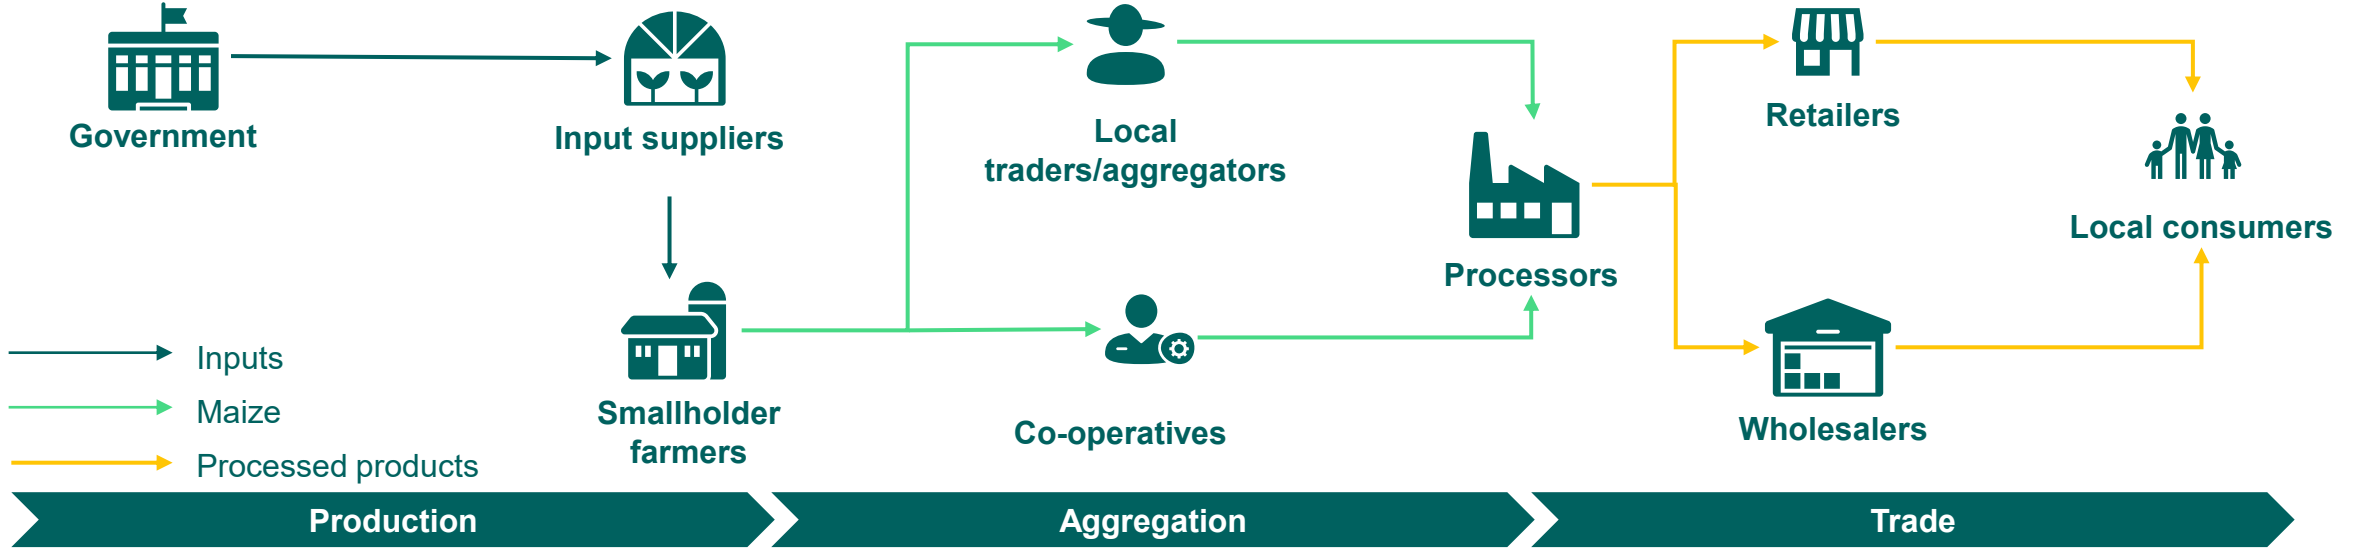 Government
Input suppliers
Local
traders/aggregators
Retailers
Local consumers
Processors
Inputs
Maize
Processed products
Smallholder
farmers
Co-operatives
Wholesalers
Production
Aggregation
Trade